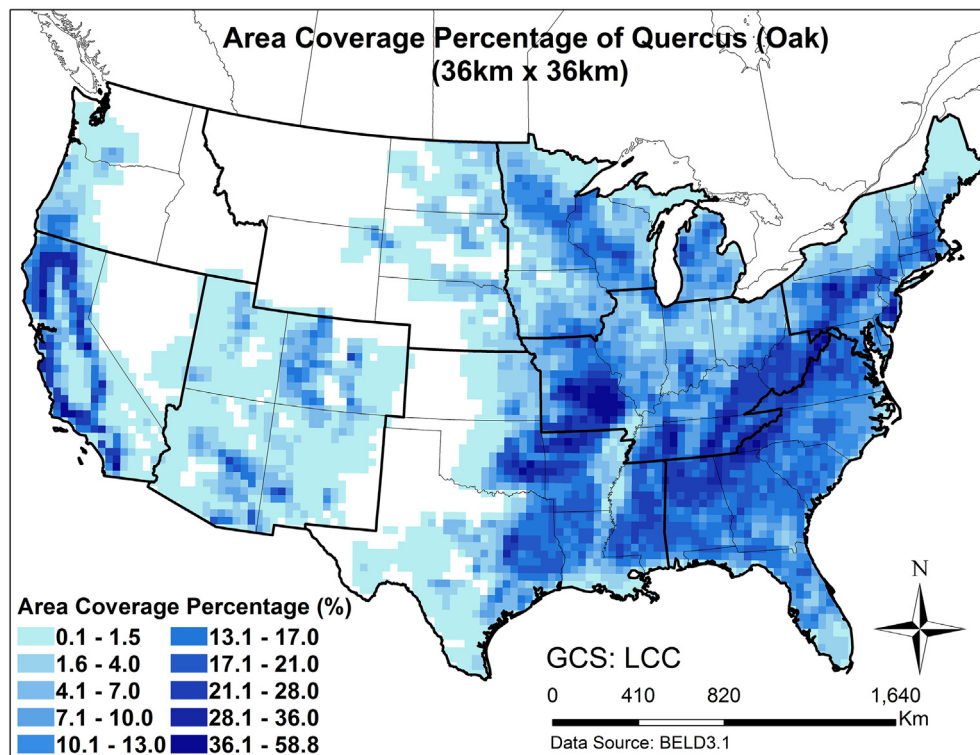 Area Coverage Percentage of Quercus (Oak)
(36km x 36km)
Area Coverage Percentage (%)
0.1 - 1.5
1.6 - 4.0
4.1 - 7.0
7.1 - 10.0
10.1 - 13.0
13.1 - 17.0
17.1 - 21.0
21.1 - 28.0
28.1 - 36.0
36.1 - 58.8
N
GCS: LCC
0 410 820 1,640
Km
Data Source: BELD3.1